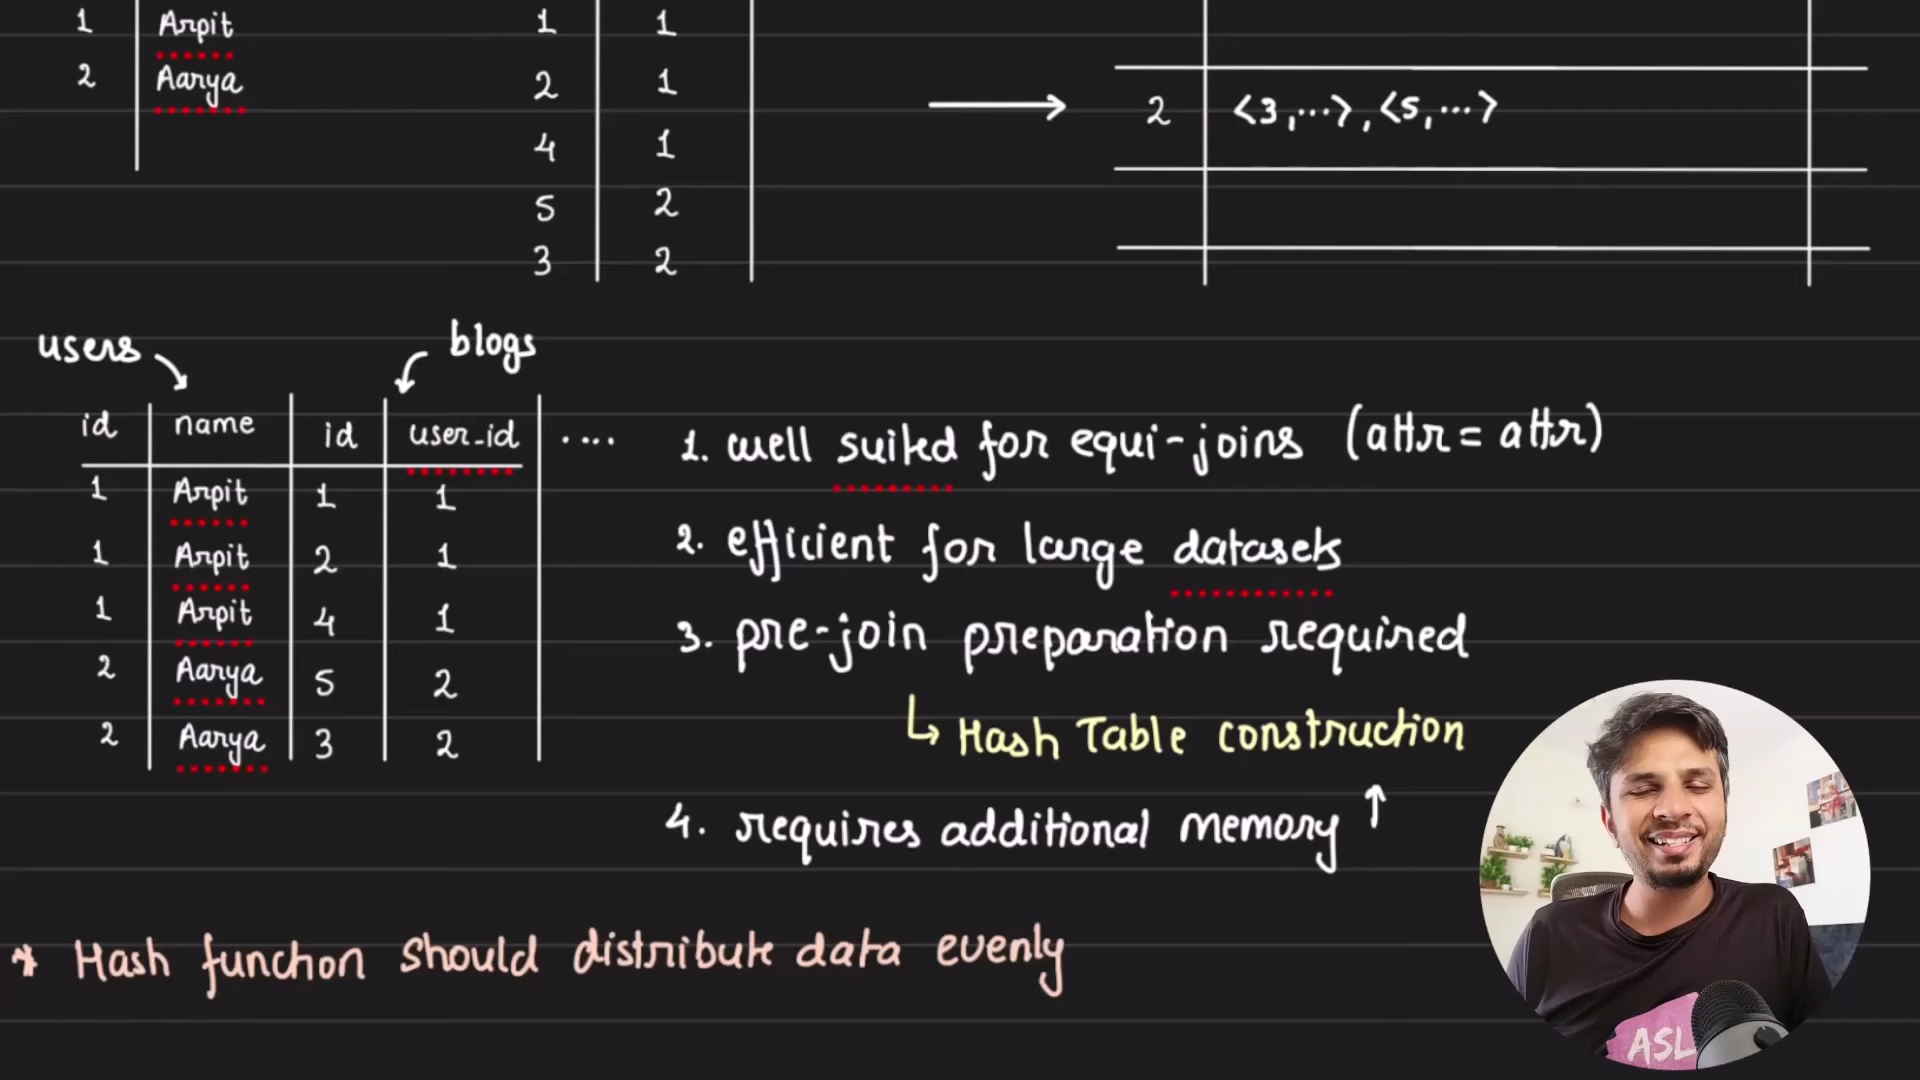 1 Arpit
2 Aarya
1 1
2 1
4 1
5 2
3 2
2 <3,...>, <5,...>
users
blogs
id name id user_id ....
1 Arpit 1 1
1 Arpit 2 1
1 Arpit 4 1
2 Aarya 5 2
2 Aarya 3 2
1. well suited for equi-joins (attr = attr)
2. efficient for large datasets
3. pre-join preparation required
↳ Hash Table construction
4. requires additional memory ↑
* Hash function should distribute data evenly
ASL